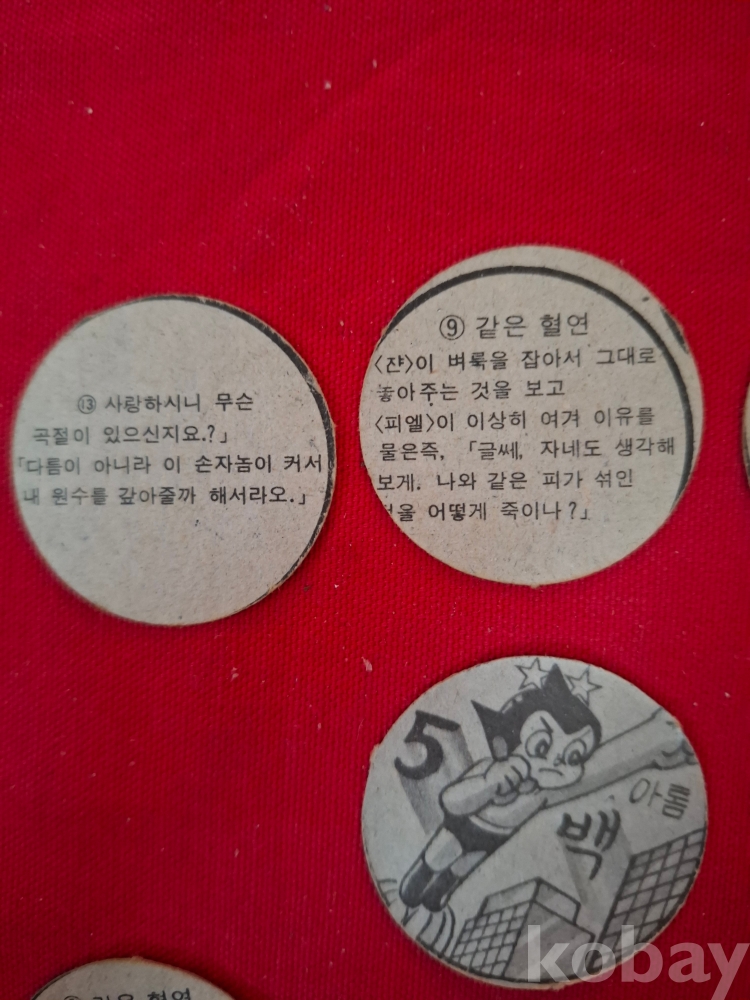 ⑬ 사랑하시니 무슨
곡절이 있으신지요.?」
「다름이 아니라 이 손자놈이 커서
내 원수를 갚아줄까 해서라오.」
⑨ 같은 혈연
〈쟌〉이 벼룩을 잡아서 그대로
놓아주는 것을 보고
〈피엘〉이 이상히 여겨 이유를
물은즉, 「글쎄, 자네도 생각해
보게. 나와 같은 피가 섞인
어떻게 죽이나?」
5
백
아톰
같은 혈연
kobay